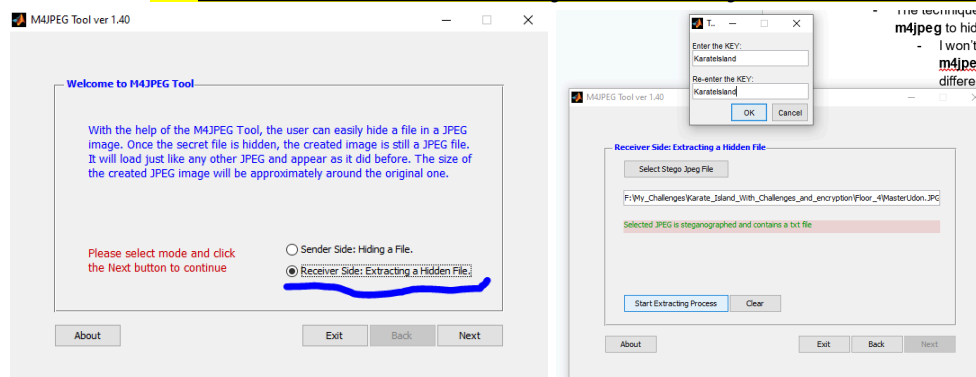 M4JPEG Tool ver 1.40
Welcome to M4JPEG Tool
With the help of the M4JPEG Tool, the user can easily hide a file in a JPEG
image. Once the secret file is hidden, the created image is still a JPEG file.
It will load just like any other JPEG and appear as it did before. The size of
the created JPEG image will be approximately around the original one.
Please select mode and click
the Next button to continue
Sender Side: Hiding a File.
Receiver Side: Extracting a Hidden File.
About
Exit
Back
Next
T...
Enter the KEY:
KarateIsland
Re-enter the KEY:
KarateIsland
OK
Cancel
- The technique
m4jpeg to hid
- I won't
m4jpe
differe
M4JPEG Tool ver 1.40
Receiver Side: Extracting a Hidden File
Select Stego Jpeg File
F:\My_Challenges\Karate_Island_With_Challenges_and_encryption\Floor_4\MasterUdon.JPG
Selected JPEG is steganographed and contains a txt file
Start Extracting Process
Clear
About
Exit
Back
Next